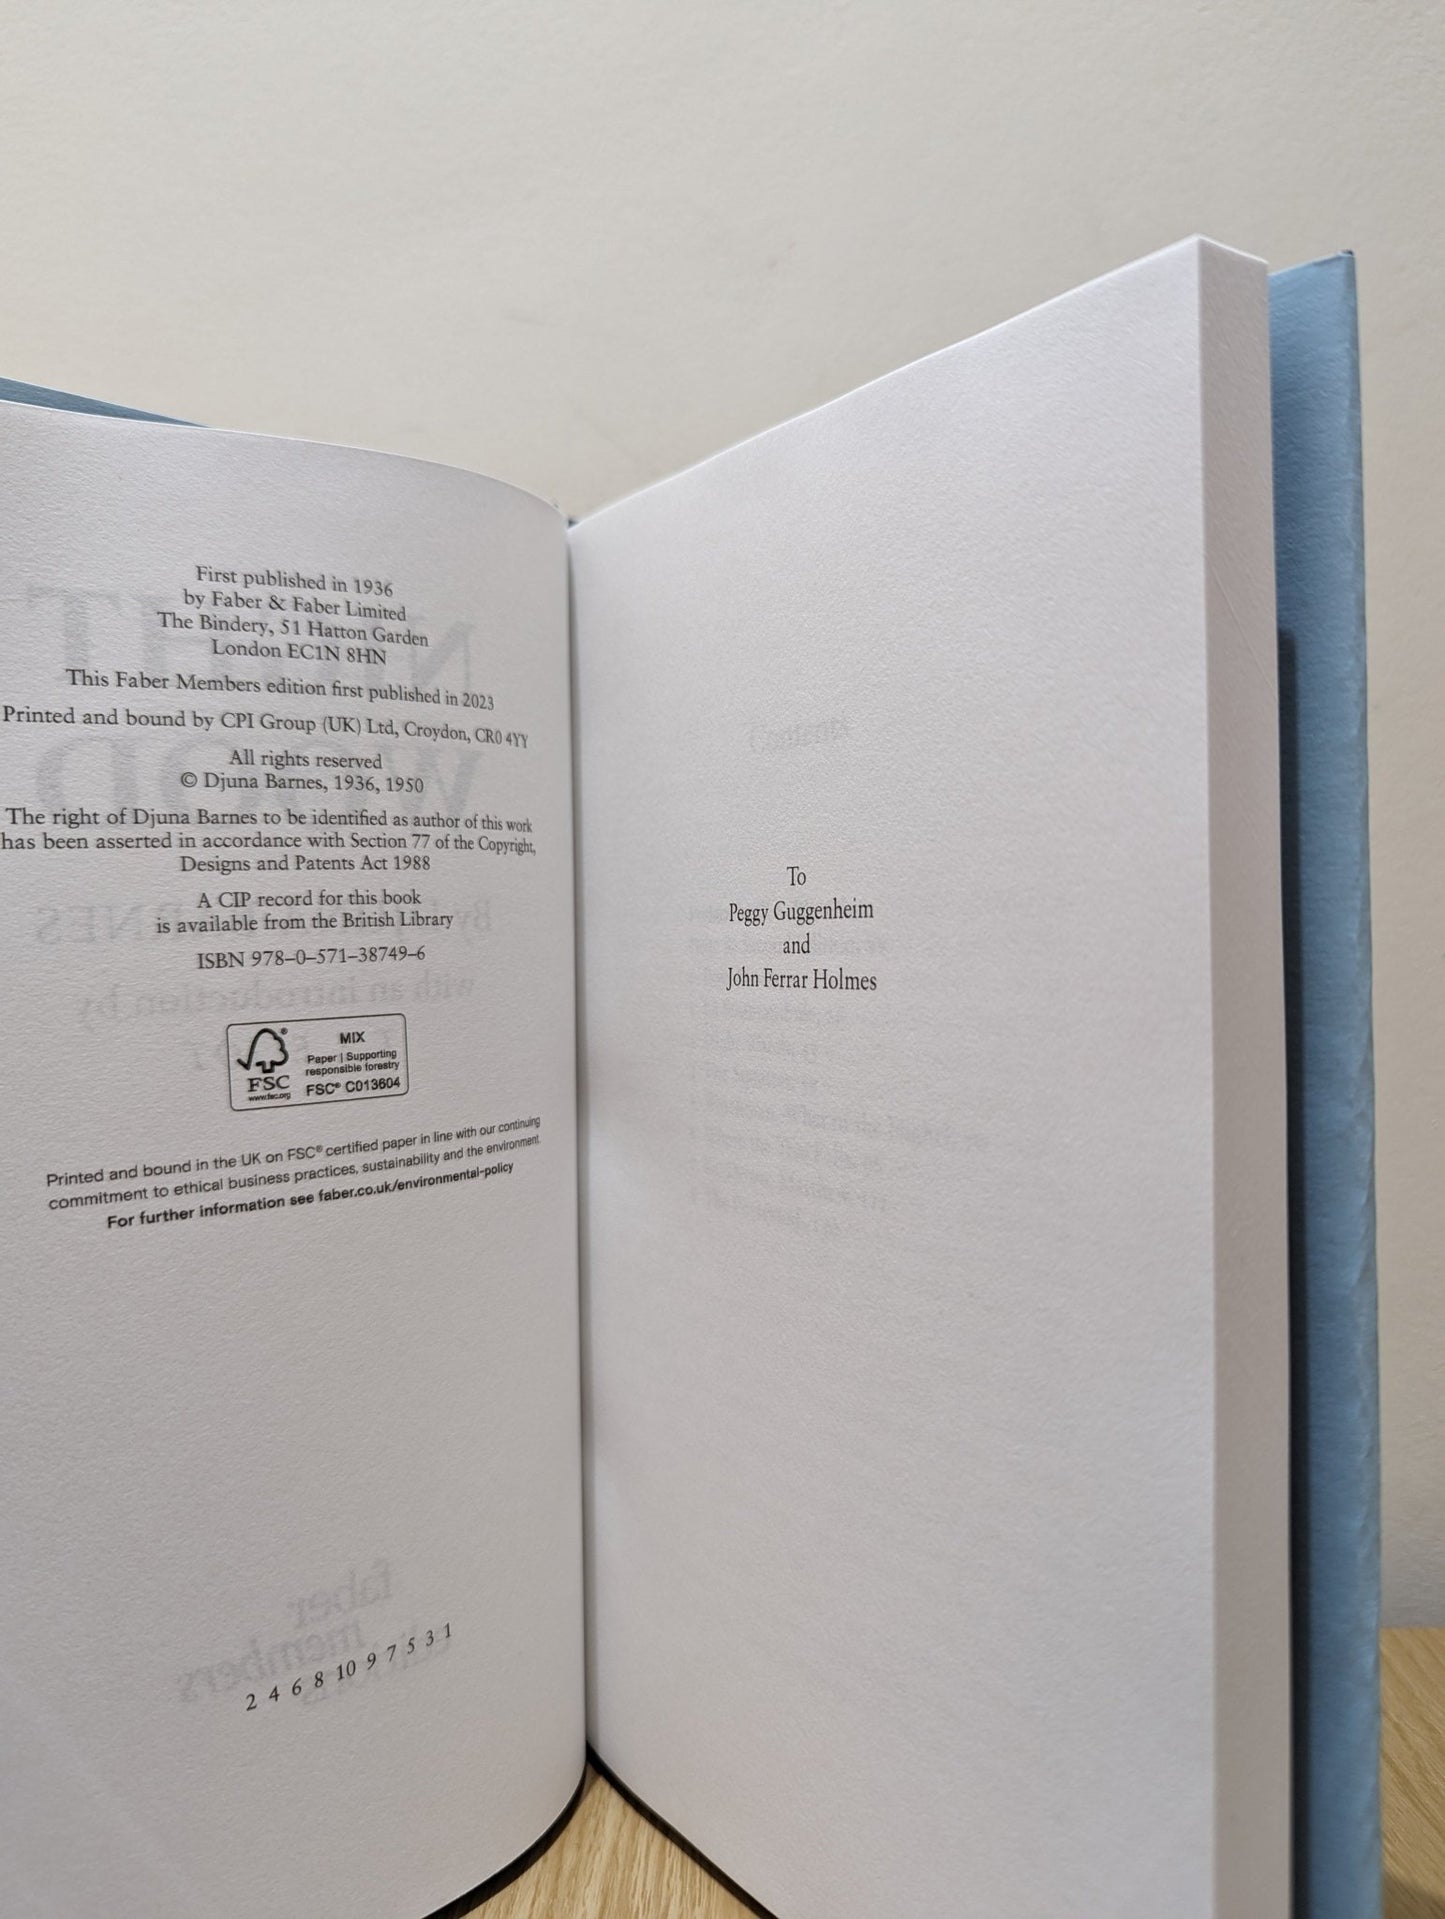 First published in 1936
by Faber & Faber Limited
The Bindery, 51 Hatton Garden
London EC1N 8HN
This Faber Members edition first published in 2023
Printed and bound by CPI Group (UK) Ltd, Croydon, CR0 4YY
All rights reserved
© Djuna Barnes, 1936, 1950
The right of Djuna Barnes to be identified as author of this work
has been asserted in accordance with Section 77 of the Copyright,
Designs and Patents Act 1988
A CIP record for this book
is available from the British Library
ISBN 978–0–571–38749–6
FSC
www.fsc.org
MIX
Paper | Supporting
responsible forestry
FSC® C013604
Printed and bound in the UK on FSC® certified paper in line with our continuing
commitment to ethical business practices, sustainability and the environment.
For further information see faber.co.uk/environmental-policy
2 4 6 8 10 9 7 5 3 1
To
Peggy Guggenheim
and
John Ferrar Holmes